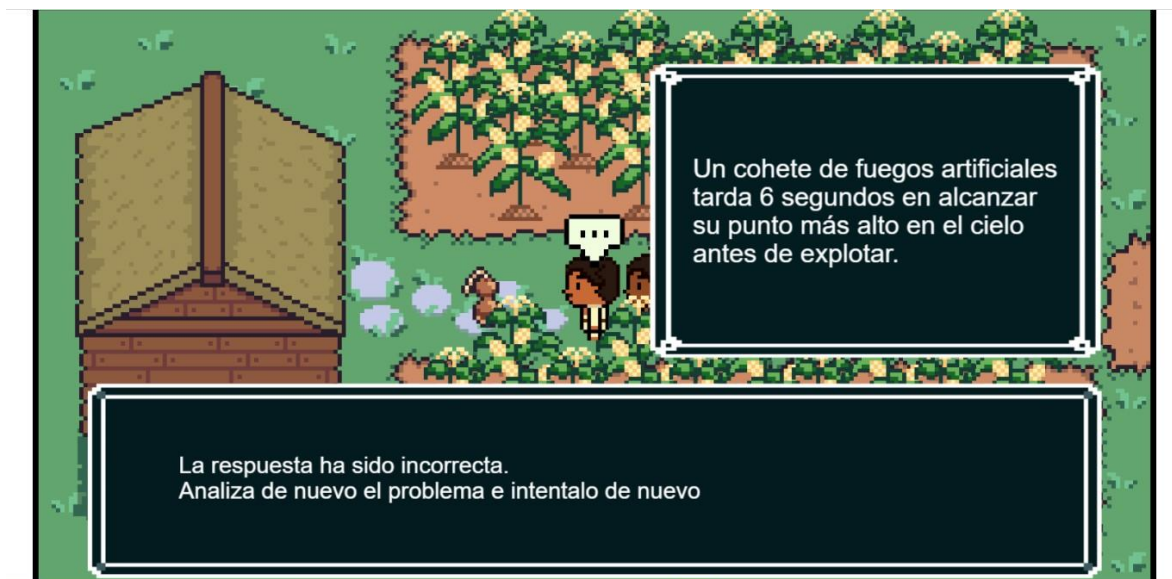 Un cohete de fuegos artificiales
tarda 6 segundos en alcanzar
su punto más alto en el cielo
antes de explotar.
...
La respuesta ha sido incorrecta.
Analiza de nuevo el problema e intentalo de nuevo